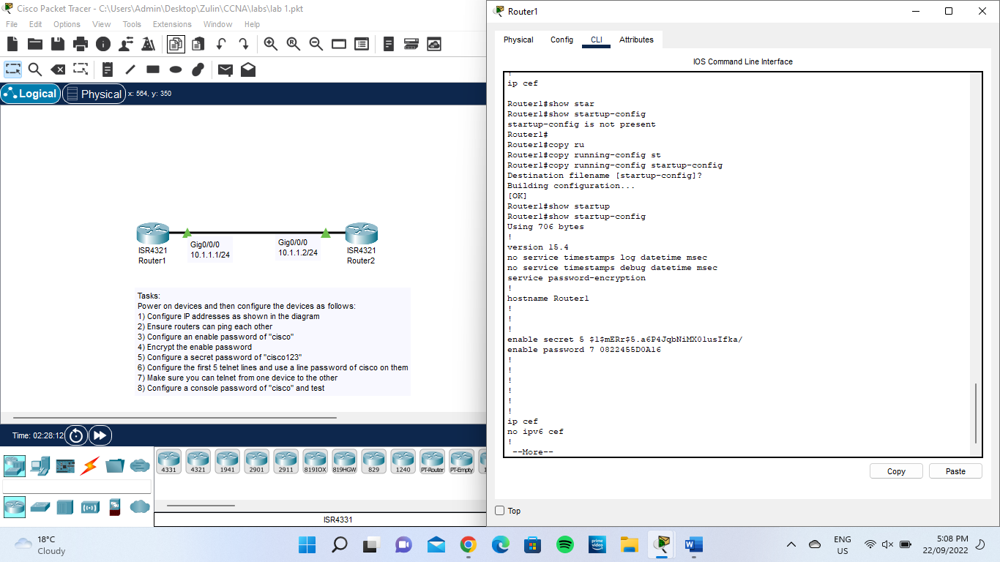 Cisco Packet Tracer - C:\Users\Admin\Desktop\Zulin\CCNA\labs\lab 1.pkt
File Edit Options View Tools Extensions Window Help
Logical Physical x: 564, y: 350
Gig0/0/0
10.1.1.1/24
Gig0/0/0
10.1.1.2/24
ISR4321
Router1
ISR4321
Router2
Tasks:
Power on devices and then configure the devices as follows:
1) Configure IP addresses as shown in the diagram
2) Ensure routers can ping each other
3) Configure an enable password of "cisco"
4) Encrypt the enable password
5) Configure a secret password of "cisco123"
6) Configure the first 5 telnet lines and use a line password of cisco on them
7) Make sure you can telnet from one device to the other
8) Configure a console password of "cisco" and test
Time: 02:28:12
4331 4321 1941 2901 2911 819IOX 819HGW 829 1240 PT-Router PT-Empty
ISR4331
Router1
Physical Config CLI Attributes
IOS Command Line Interface
!
ip cef
Router1#show star
Router1#show startup-config
startup-config is not present
Router1#
Router1#copy ru
Router1#copy running-config st
Router1#copy running-config startup-config
Destination filename [startup-config]?
Building configuration...
[OK]
Router1#show startup
Router1#show startup-config
Using 706 bytes
!
version 15.4
no service timestamps log datetime msec
no service timestamps debug datetime msec
service password-encryption
!
hostname Router1
!
!
!
enable secret 5 $1$mERr$5.a6P4JqbNiMX01usIfka/
enable password 7 0822455D0A16
!
!
!
!
!
!
ip cef
no ipv6 cef
!
--More--
Copy Paste
Top
18°C
Cloudy
prime video
W
ENG
US
5:08 PM
22/09/2022